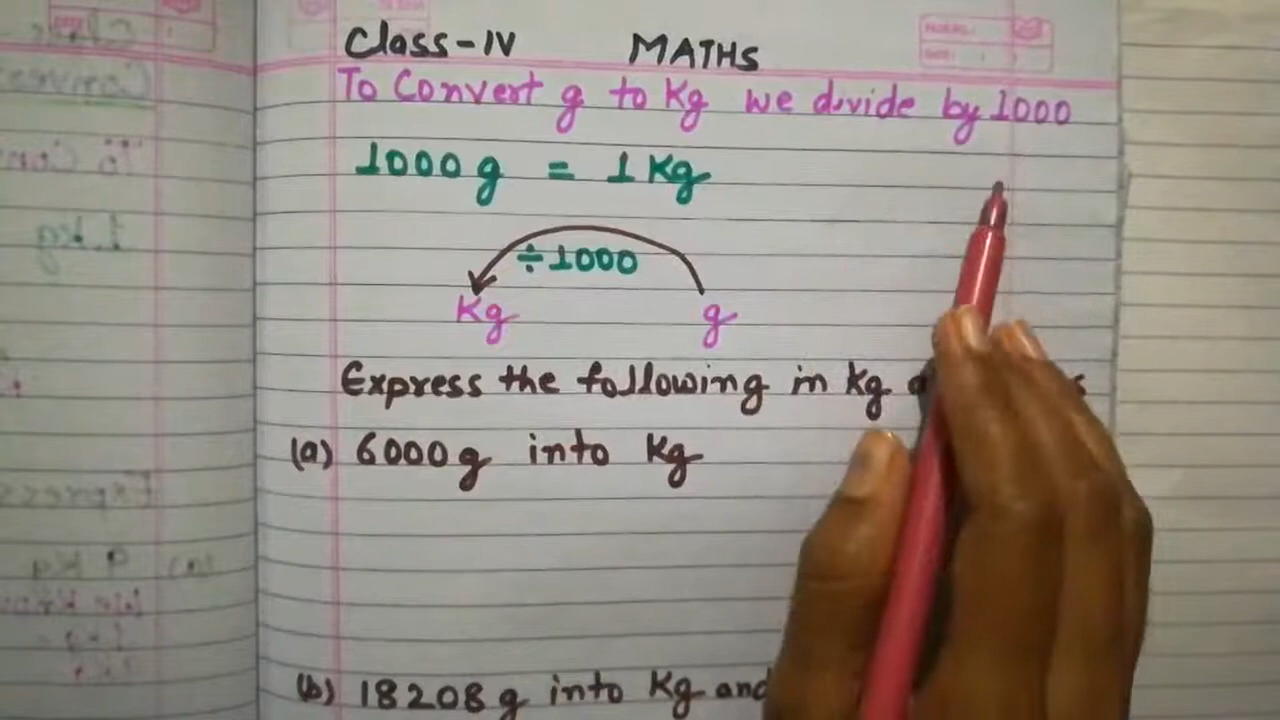 Class-IV MATHS
To Convert g to Kg we divide by 1000
1000 g = 1 Kg
÷1000
Kg g
Express the following in kg
(a) 6000 g into Kg
(b) 18208 g into Kg and